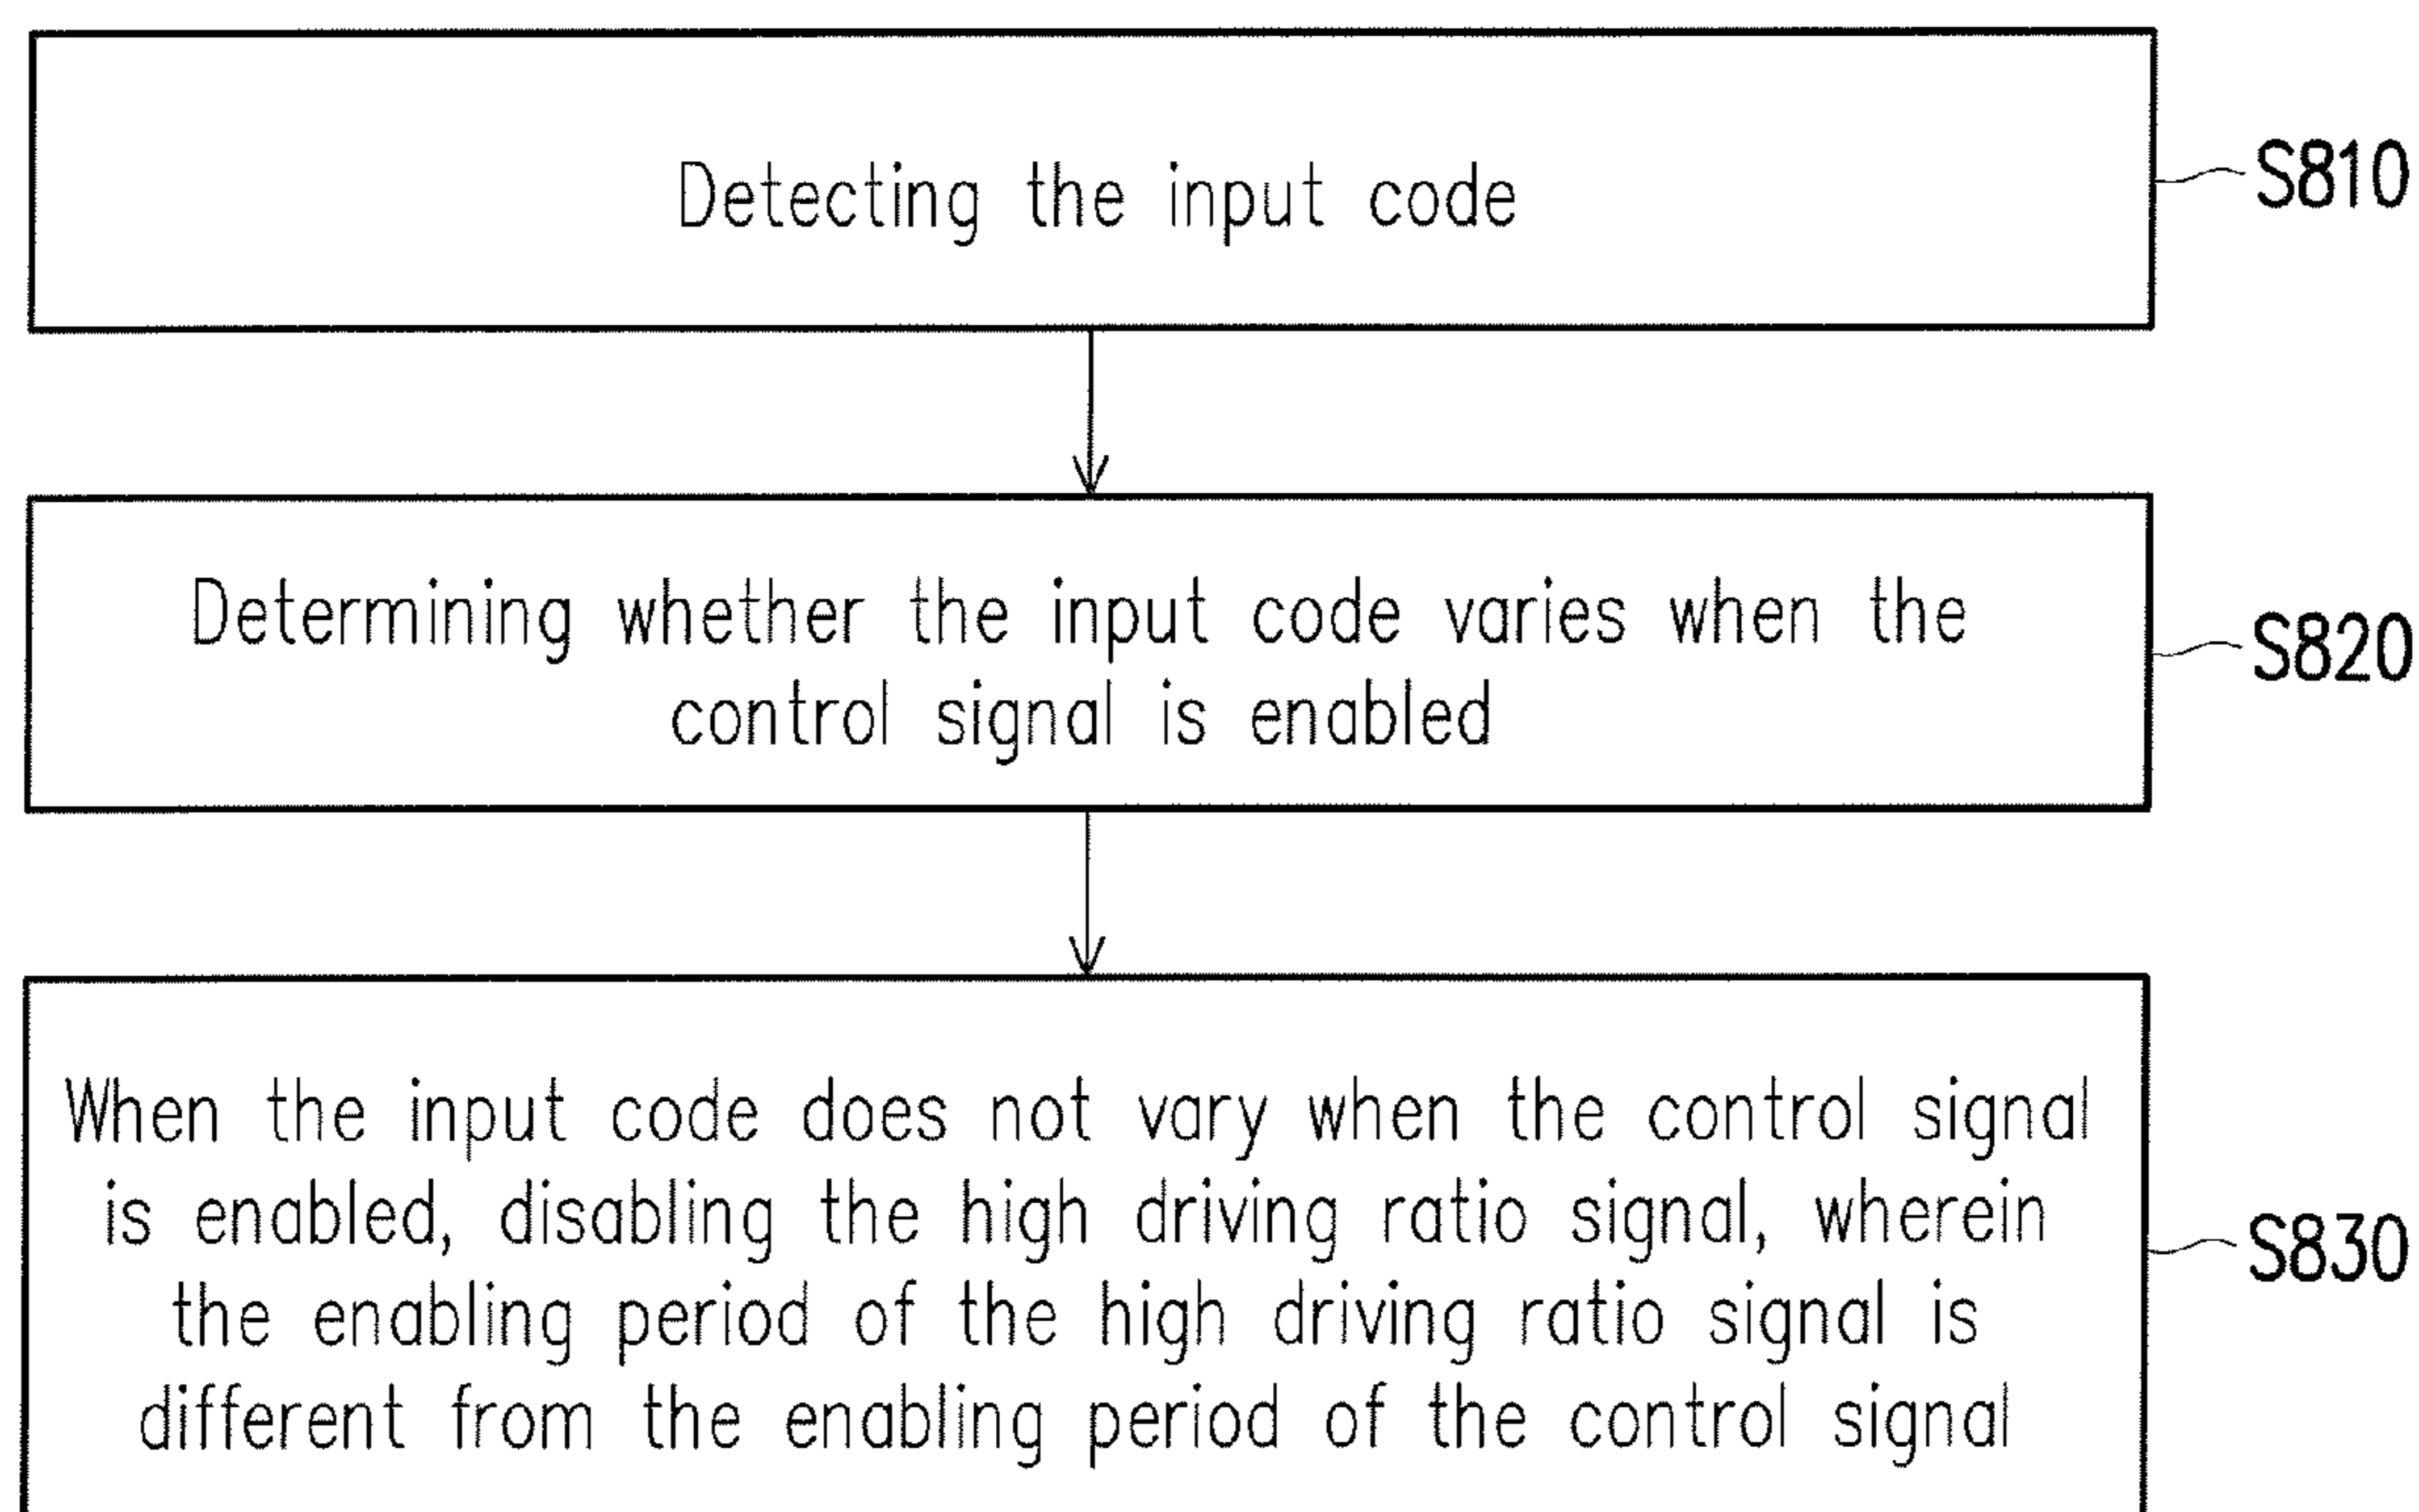 Detecting the input code
S810
Determining whether the input code varies when the
control signal is enabled
S820
When the input code does not vary when the control signal
is enabled, disabling the high driving ratio signal, wherein
the enabling period of the high driving ratio signal is
different from the enabling period of the control signal
S830